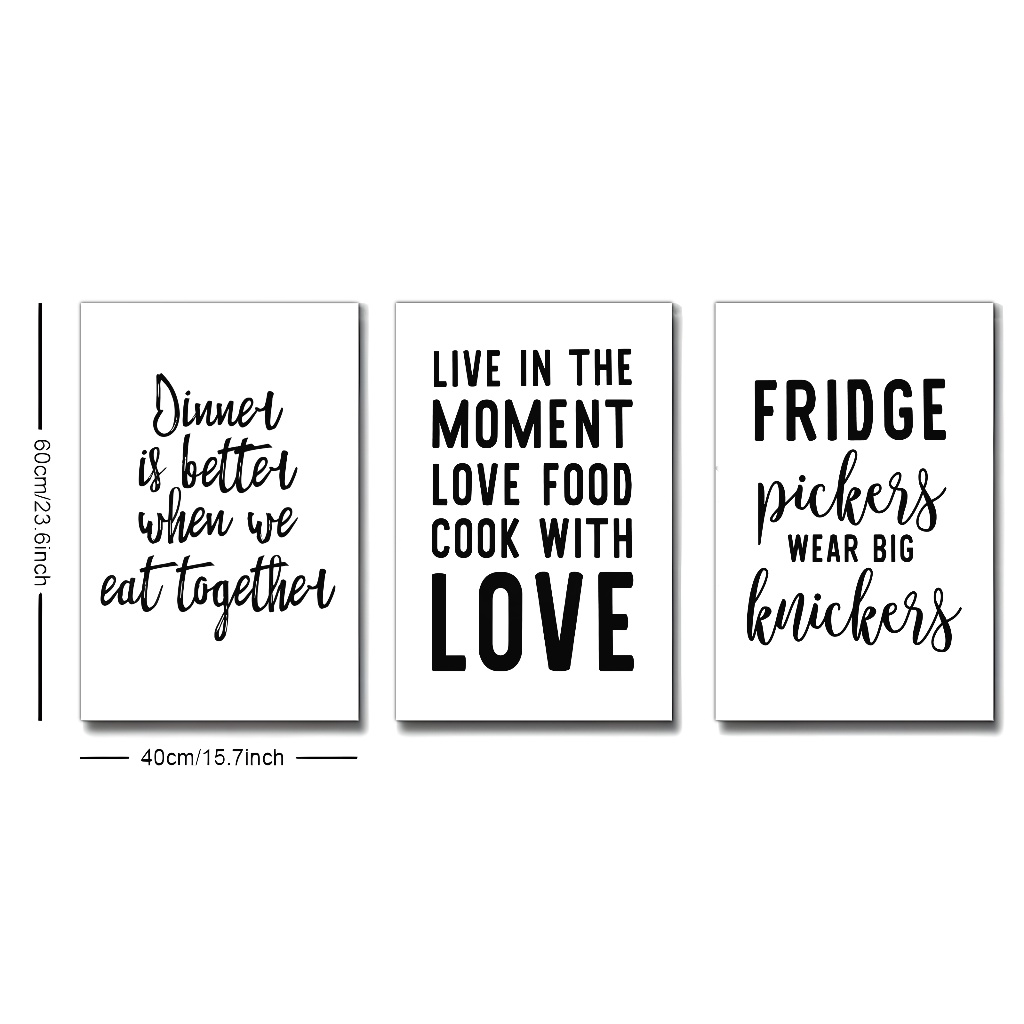 60cm/23.6inch
Dinner
is better
when we
eat together
LIVE IN THE
MOMENT
LOVE FOOD
COOK WITH
LOVE
FRIDGE
pickers
WEAR BIG
knickers
40cm/15.7inch